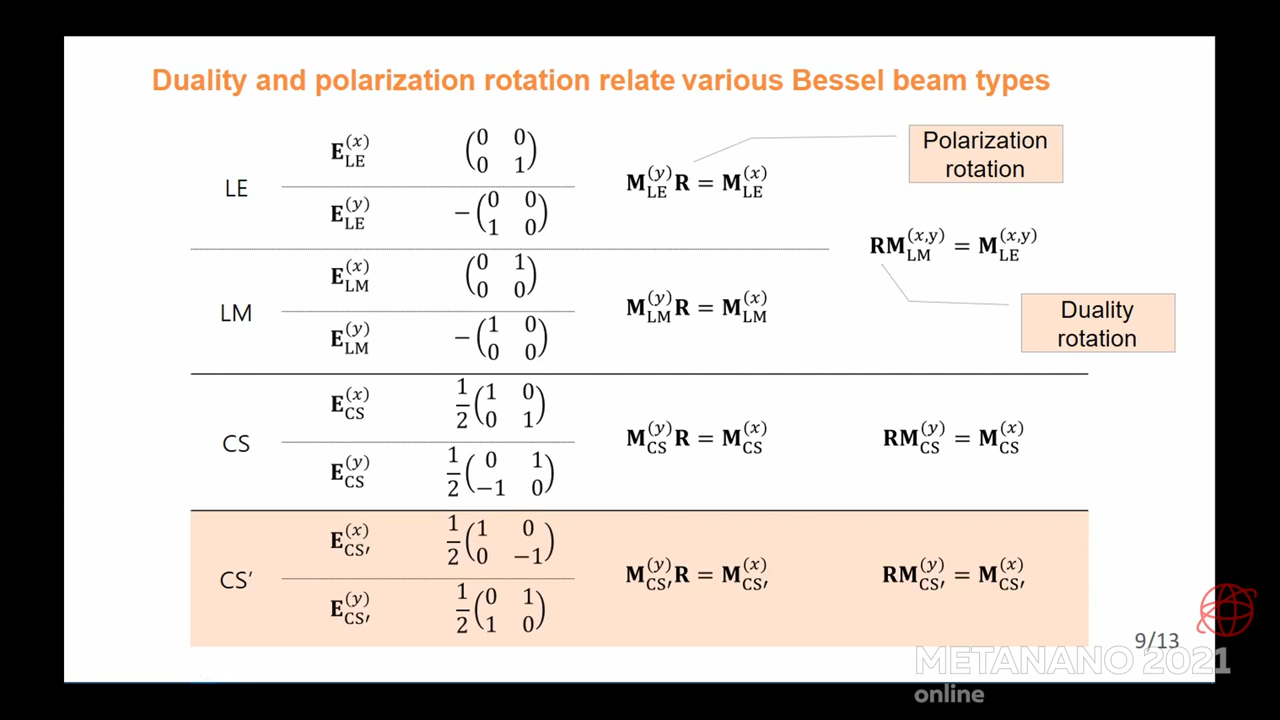 Duality and polarization rotation relate various Bessel beam types
LE
E_LE^(x)
(0 0
0 1)
E_LE^(y)
−(0 0
1 0)
M_LE^(y) R = M_LE^(x)
Polarization
rotation
RM_LM^(x,y) = M_LE^(x,y)
Duality
rotation
LM
E_LM^(x)
(0 1
0 0)
E_LM^(y)
−(1 0
0 0)
M_LM^(y) R = M_LM^(x)
CS
E_CS^(x)
1/2 (1 0
0 1)
E_CS^(y)
1/2 (0 1
−1 0)
M_CS^(y) R = M_CS^(x)
RM_CS^(y) = M_CS^(x)
CS′
E_CS′^(x)
1/2 (1 0
0 −1)
E_CS′^(y)
1/2 (0 1
1 0)
M_CS′^(y) R = M_CS′^(x)
RM_CS′^(y) = M_CS′^(x)
9/13
METANANO 2021
online